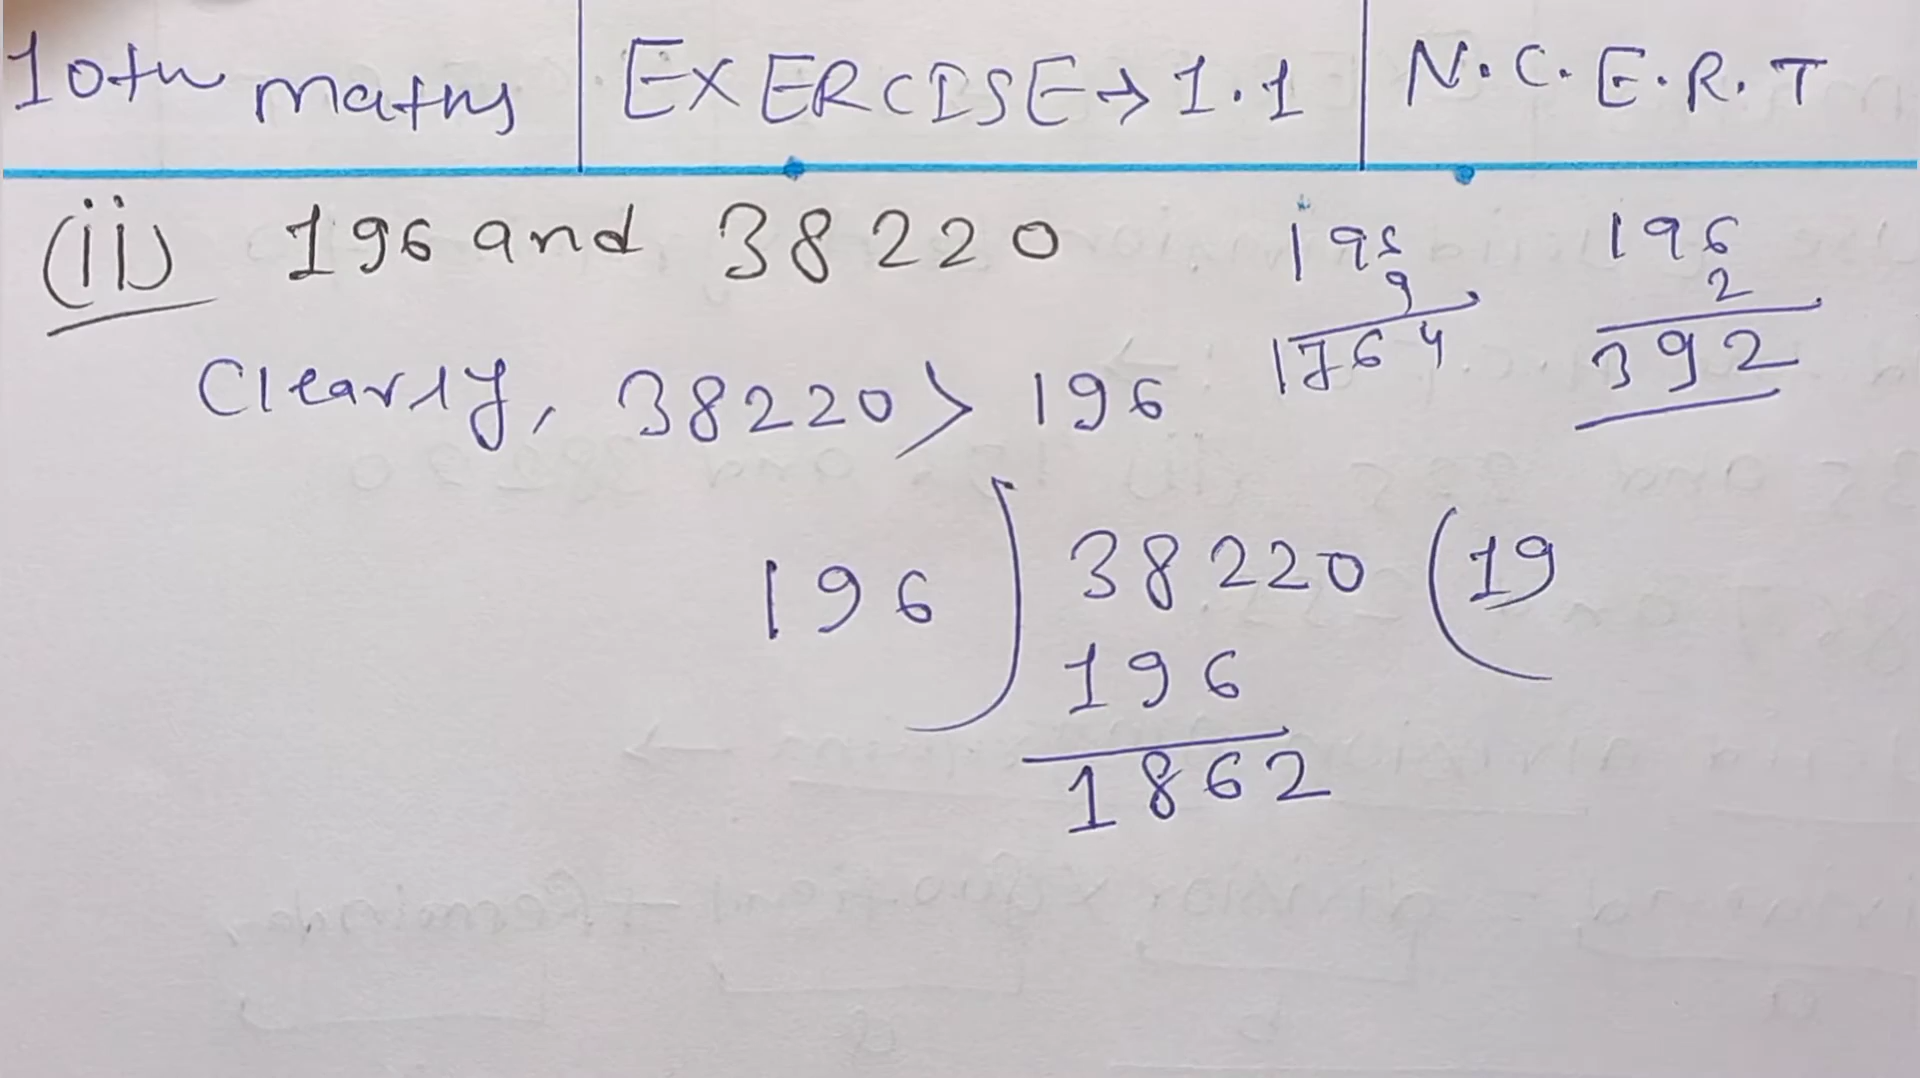 10th maths | EXERCISE → 1.1 | N.C.E.R.T
(ii) 196 and 38220
196
9
1764
196
2
392
Clearly, 38220 > 196
196 ) 38220 ( 19
196
1862